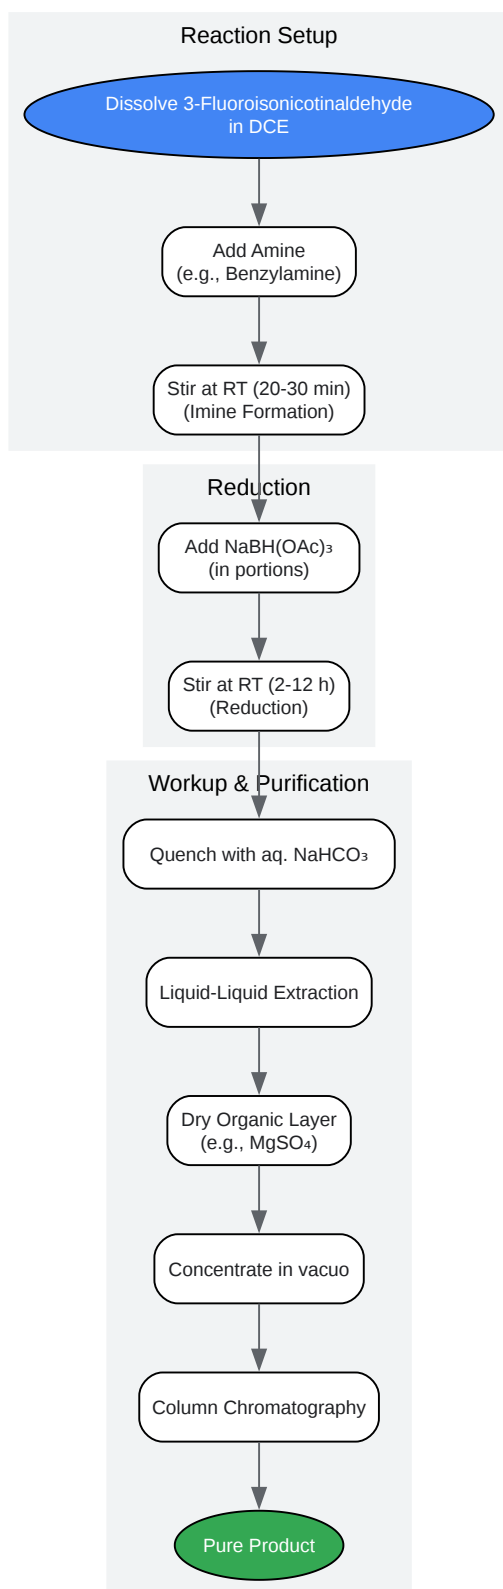 Reaction Setup
Dissolve 3-Fluoroisonicotinaldehyde
in DCE
Add Amine
(e.g., Benzylamine)
Stir at RT (20-30 min)
(Imine Formation)
Reduction
Add NaBH(OAc)₃
(in portions)
Stir at RT (2-12 h)
(Reduction)
Workup & Purification
Quench with aq. NaHCO₃
Liquid-Liquid Extraction
Dry Organic Layer
(e.g., MgSO₄)
Concentrate in vacuo
Column Chromatography
Pure Product